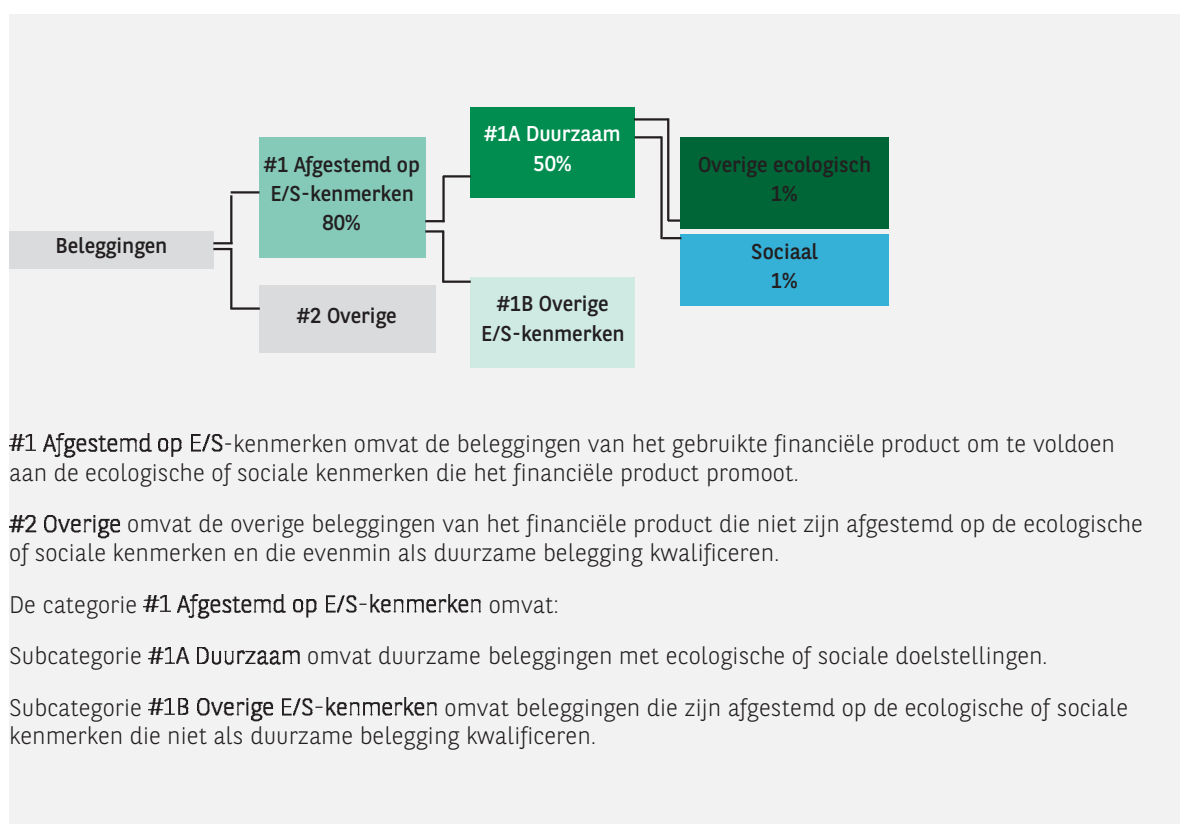 #1A Duurzaam
50%
#1 Afgestemd op
E/S-kenmerken
80%
Overige ecologisch
1%
Beleggingen
Sociaal
1%
#2 Overige
#1B Overige
E/S-kenmerken
#1 Afgestemd op E/S-kenmerken omvat de beleggingen van het gebruikte financiële product om te voldoen
aan de ecologische of sociale kenmerken die het financiële product promoot.
#2 Overige omvat de overige beleggingen van het financiële product die niet zijn afgestemd op de ecologische
of sociale kenmerken en die evenmin als duurzame belegging kwalificeren.
De categorie #1 Afgestemd op E/S-kenmerken omvat:
Subcategorie #1A Duurzaam omvat duurzame beleggingen met ecologische of sociale doelstellingen.
Subcategorie #1B Overige E/S-kenmerken omvat beleggingen die zijn afgestemd op de ecologische of sociale
kenmerken die niet als duurzame belegging kwalificeren.